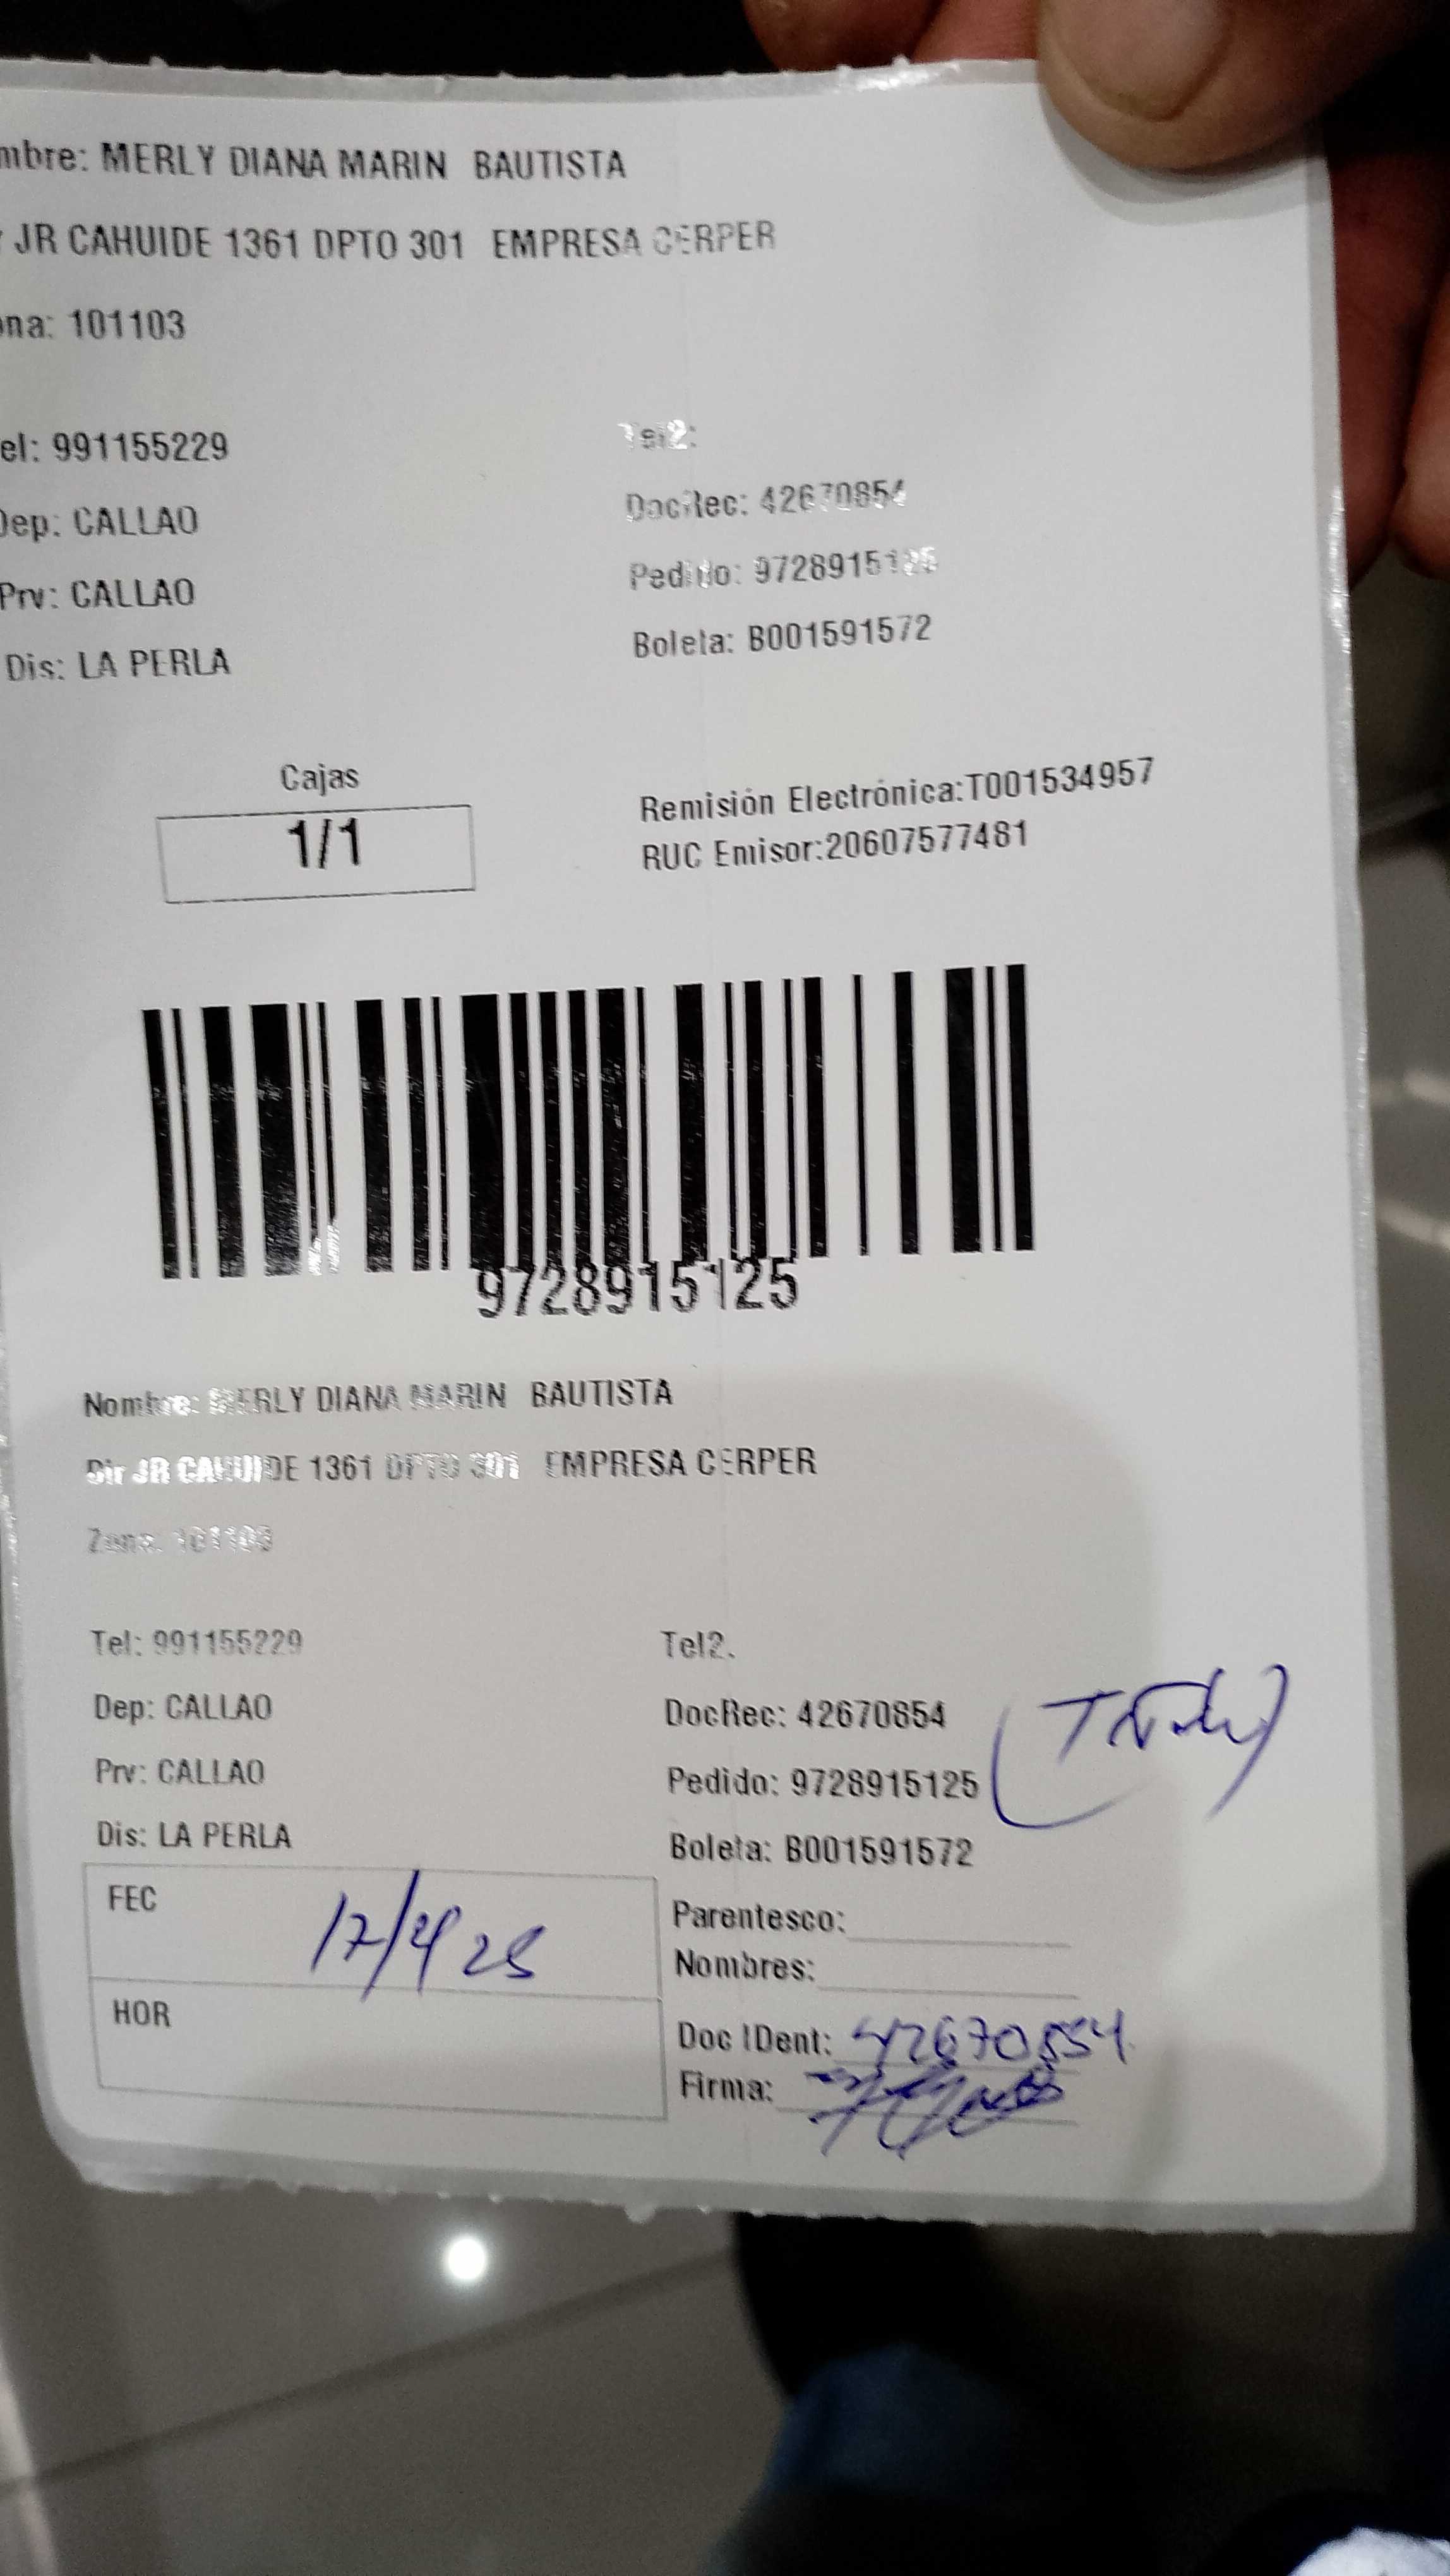 mbre: MERLY DIANA MARIN BAUTISTA
JR CAHUIDE 1361 DPTO 301 EMPRESA CERPER
ona: 101103
el: 991155229 Tel2:
Dep: CALLAO DocRec: 42670854
Prv: CALLAO Pedido: 9728915125
Dis: LA PERLA Boleta: B001591572
Cajas
1/1
Remisión Electrónica:T001534957
RUC Emisor:20607577481
9728915125
Nombre: MERLY DIANA MARIN BAUTISTA
Dir JR CAHUIDE 1361 DPTO 301 EMPRESA CERPER
Zona: 101103
Tel: 991155229 Tel2.
Dep: CALLAO DocRec: 42670854
Prv: CALLAO Pedido: 9728915125
Dis: LA PERLA Boleta: B001591572
FEC 17/4/25
Parentesco:
Nombres:
HOR
Doc IDent: 42670854
Firma: